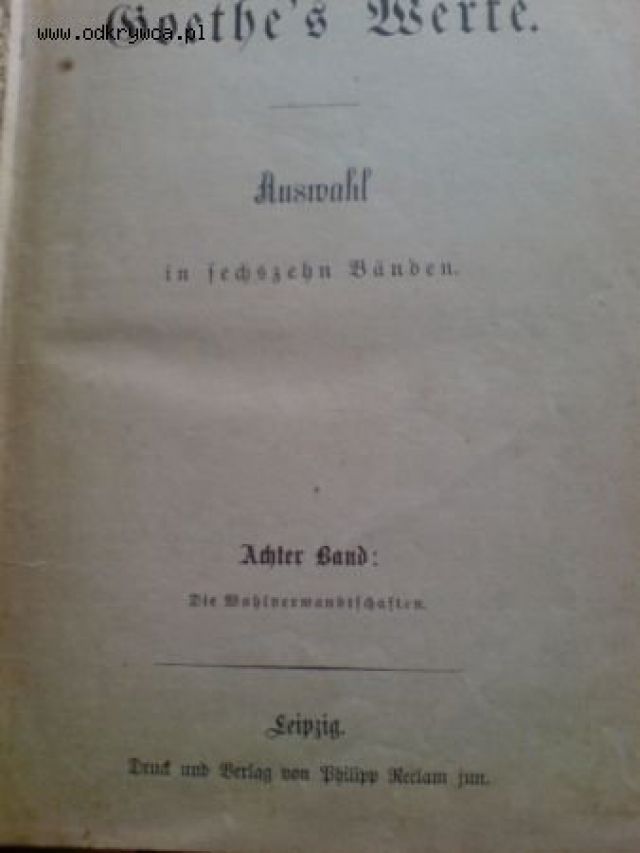 www.odkrywca.pl
Goethe's Werke.
Auswahl
in sechszehn Bänden.
Achter Band:
Die Wahlverwandtschaften.
Leipzig.
Druck und Verlag von Philipp Reclam jun.